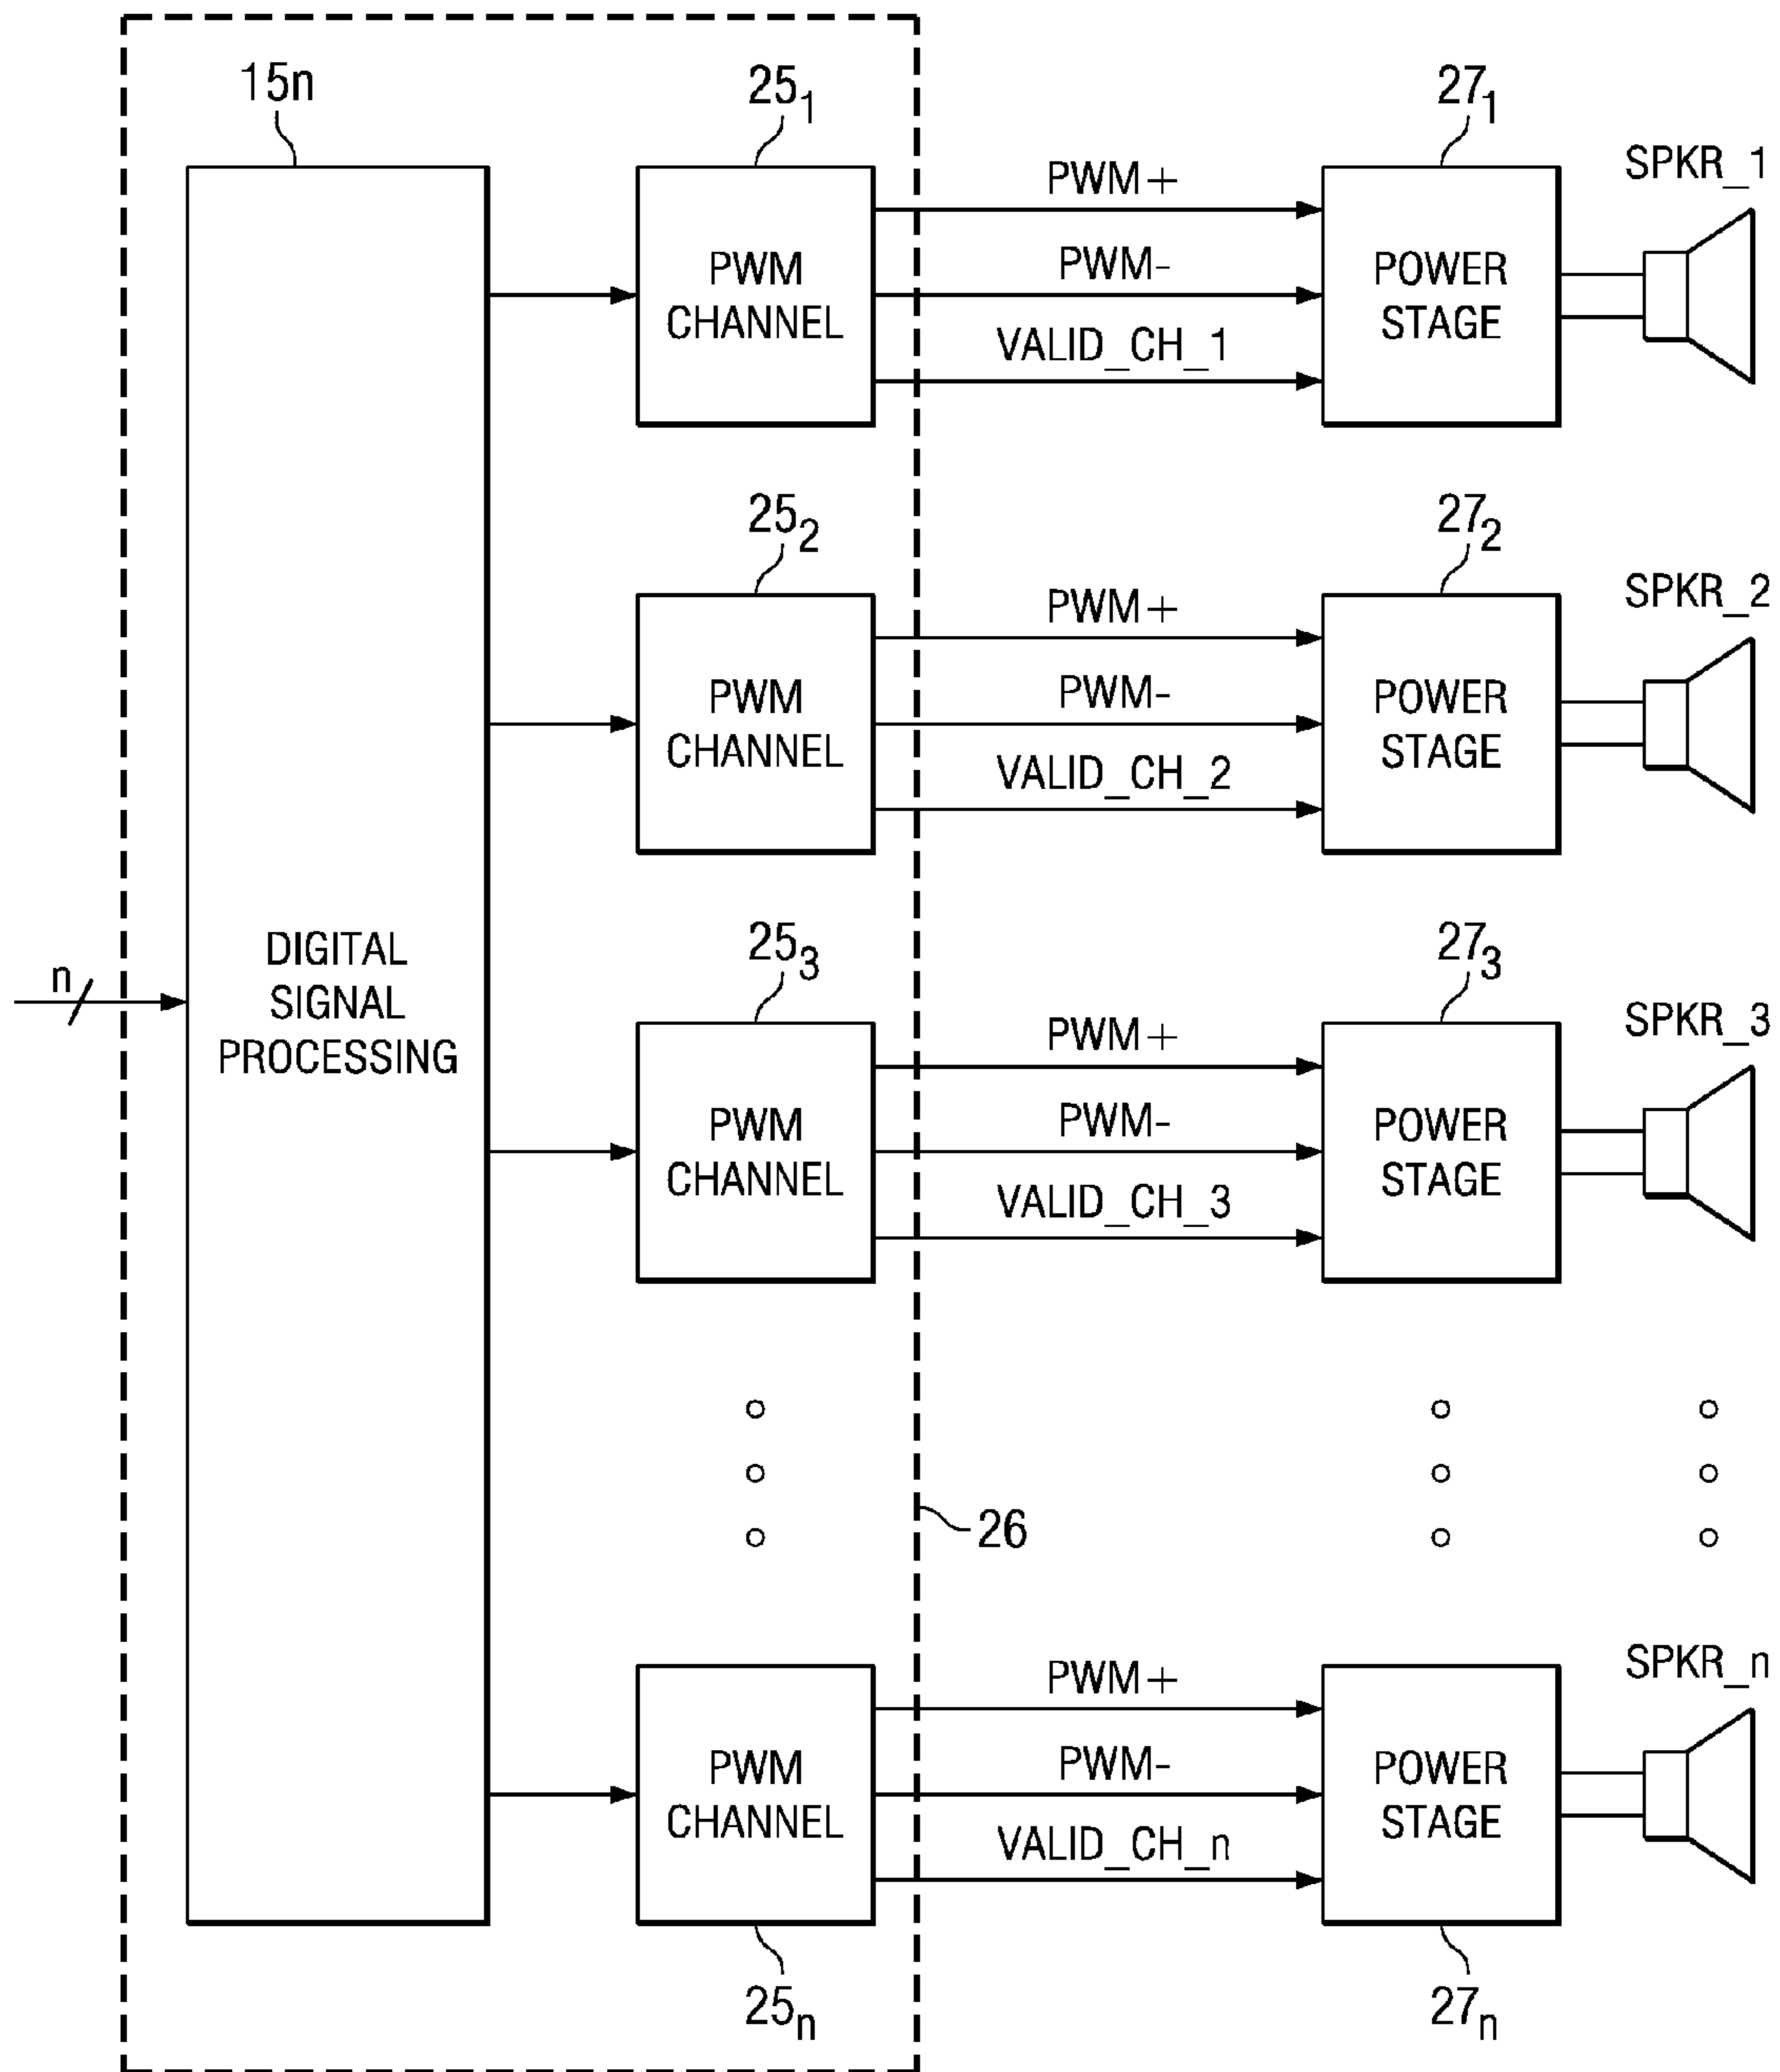 15n
25₁
27₁
SPKR_1
PWM+
PWM-
VALID_CH_1
PWM
CHANNEL
POWER
STAGE
25₂
27₂
SPKR_2
PWM+
PWM-
VALID_CH_2
PWM
CHANNEL
POWER
STAGE
n
DIGITAL
SIGNAL
PROCESSING
25₃
27₃
SPKR_3
PWM+
PWM-
VALID_CH_3
PWM
CHANNEL
POWER
STAGE
26
SPKR_n
PWM+
PWM-
VALID_CH_n
PWM
CHANNEL
POWER
STAGE
25ₙ
27ₙ